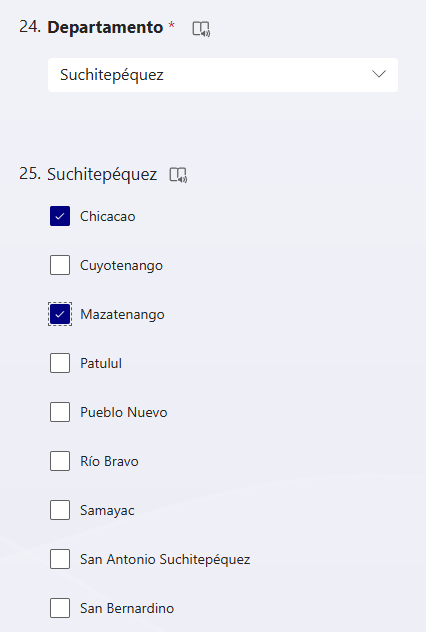 24. Departamento *
Suchitepéquez
25. Suchitepéquez
Chicacao
Cuyotenango
Mazatenango
Patulul
Pueblo Nuevo
Río Bravo
Samayac
San Antonio Suchitepéquez
San Bernardino